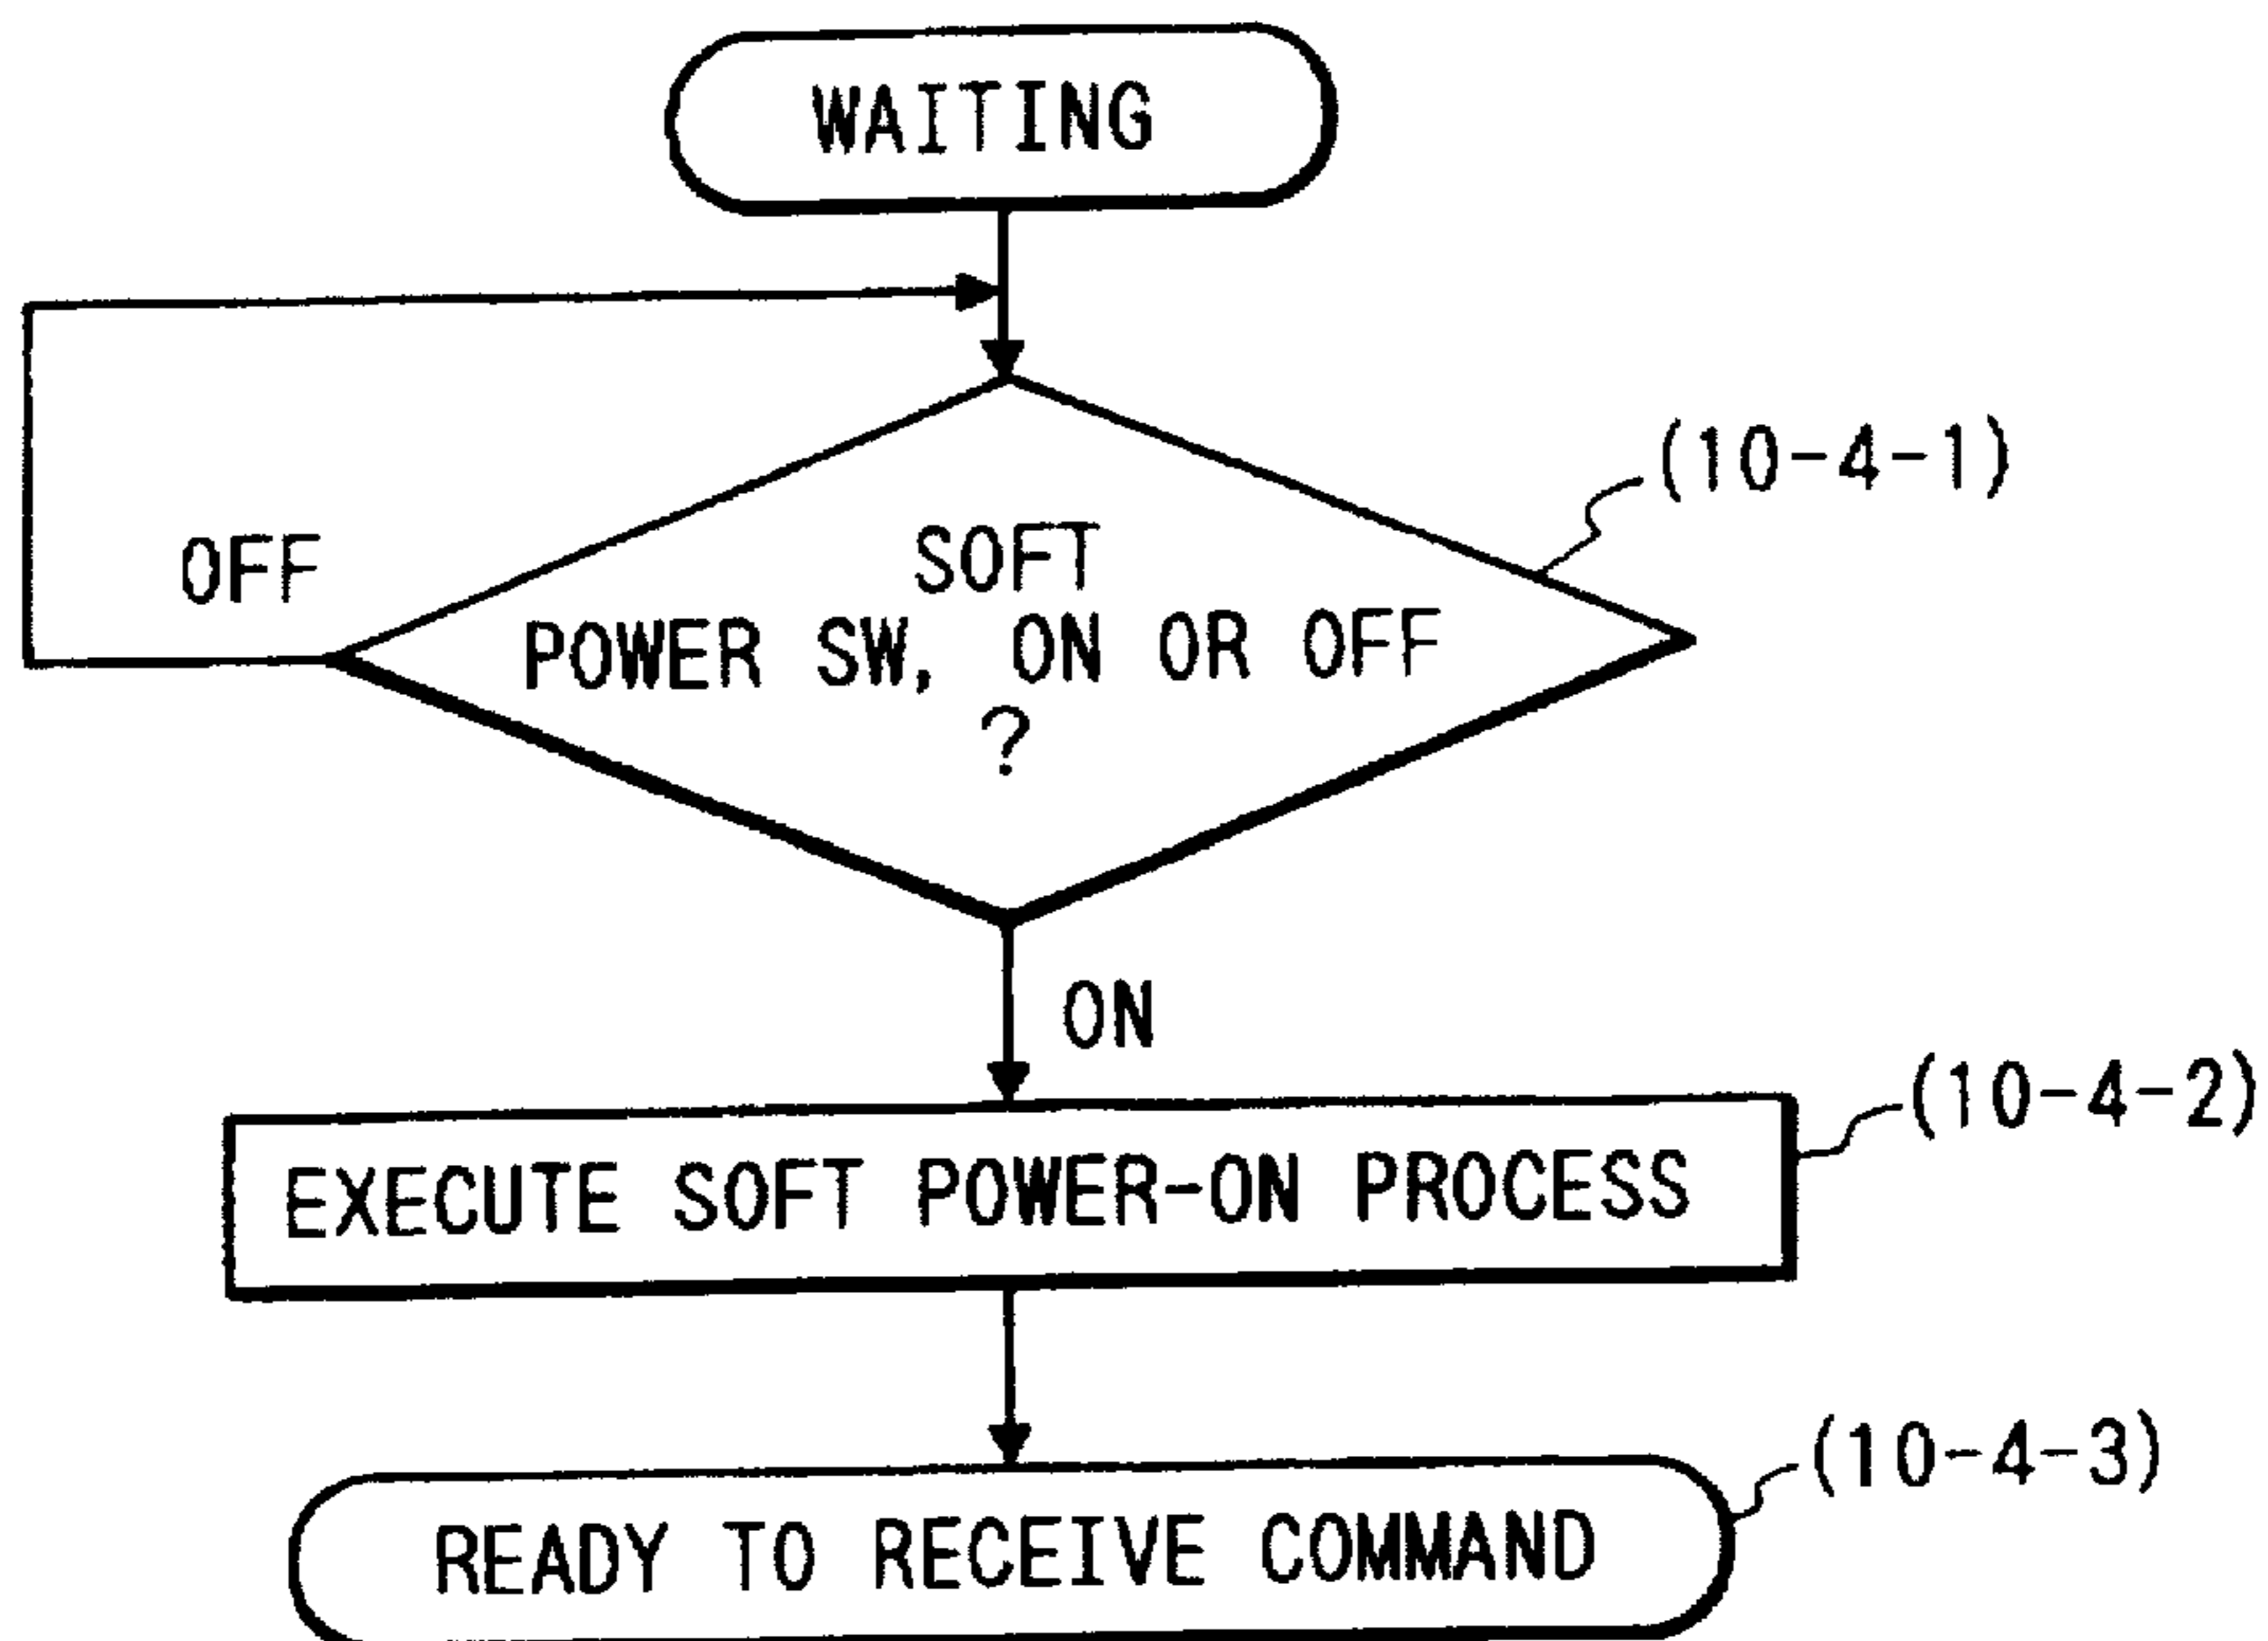 WAITING
(10-4-1)
SOFT
OFF
POWER SW, ON OR OFF
?
ON
(10-4-2)
EXECUTE SOFT POWER-ON PROCESS
(10-4-3)
READY TO RECEIVE COMMAND